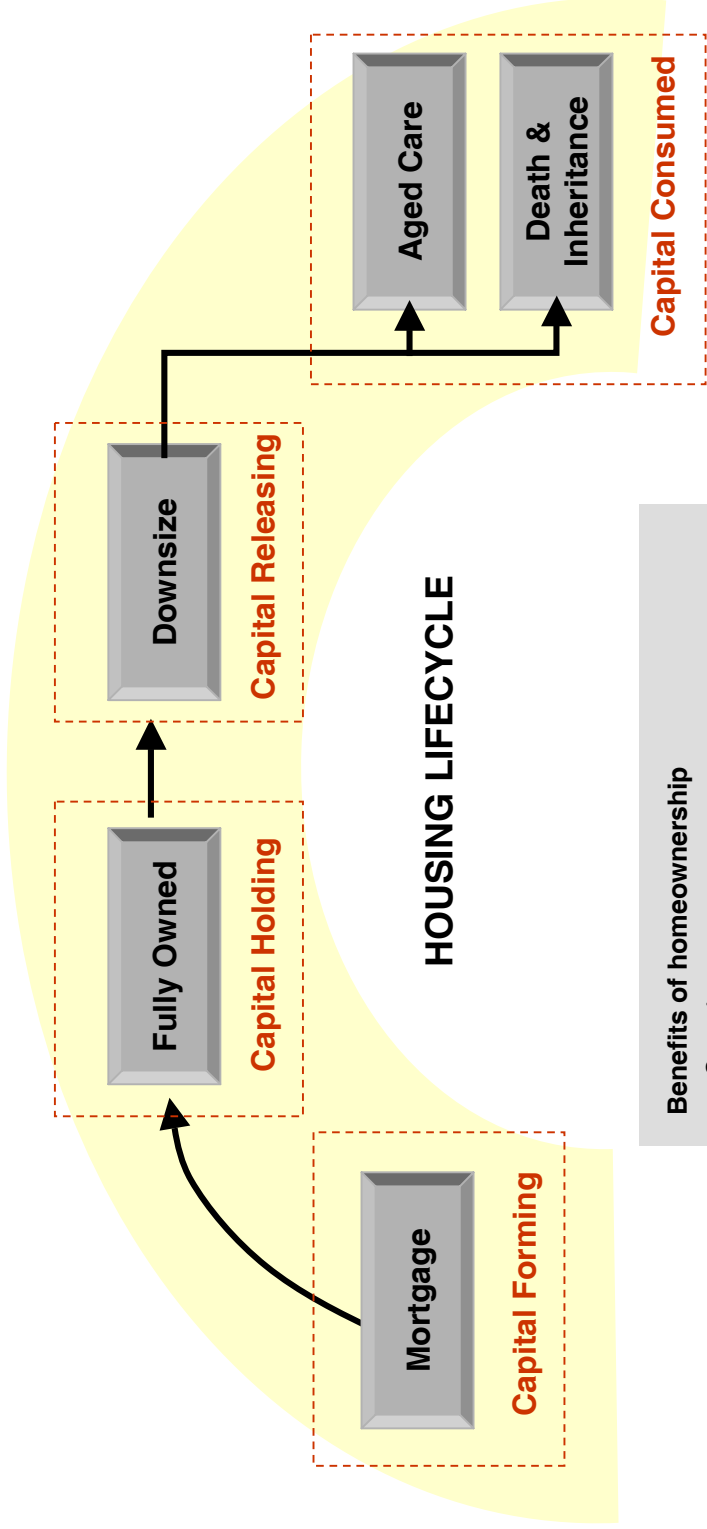 Mortgage
Capital Forming
Fully Owned
Capital Holding
Downsize
Capital Releasing
Aged Care
Death &
Inheritance
Capital Consumed
HOUSING LIFECYCLE
Benefits of homeownership